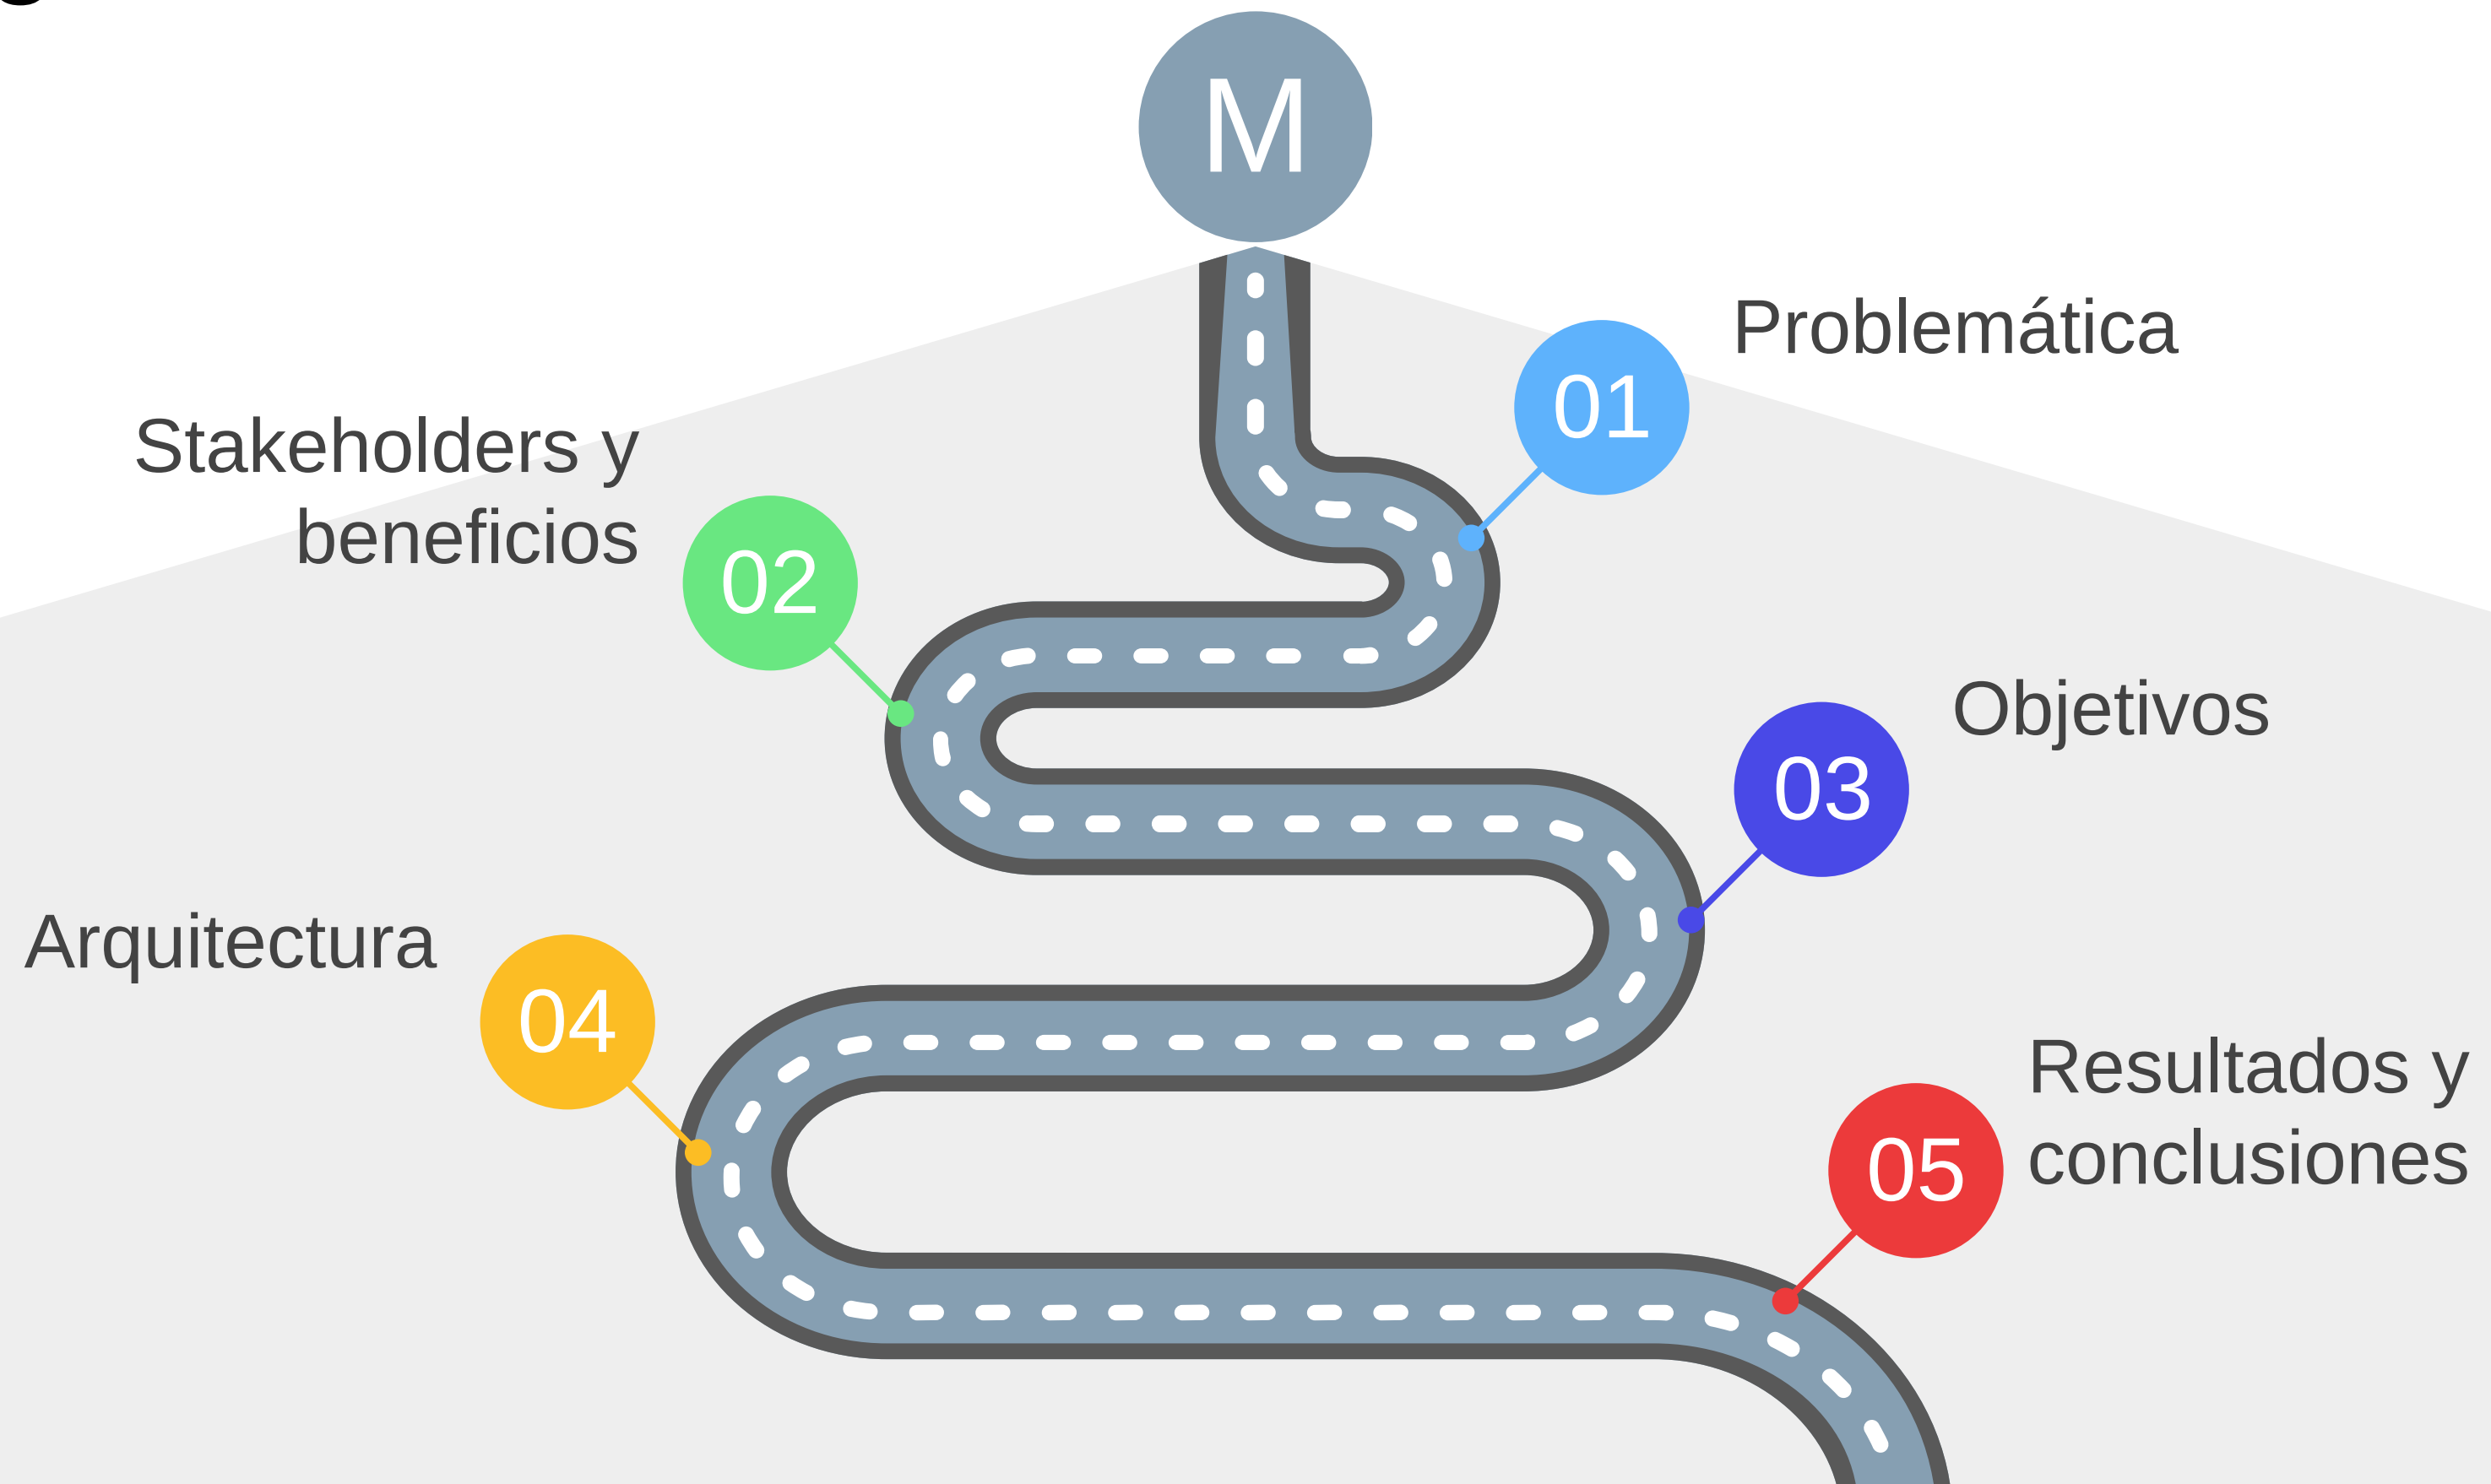 M
01
Problemática
02
Stakeholders y
beneficios
03
Objetivos
04
Arquitectura
05
Resultados y
conclusiones